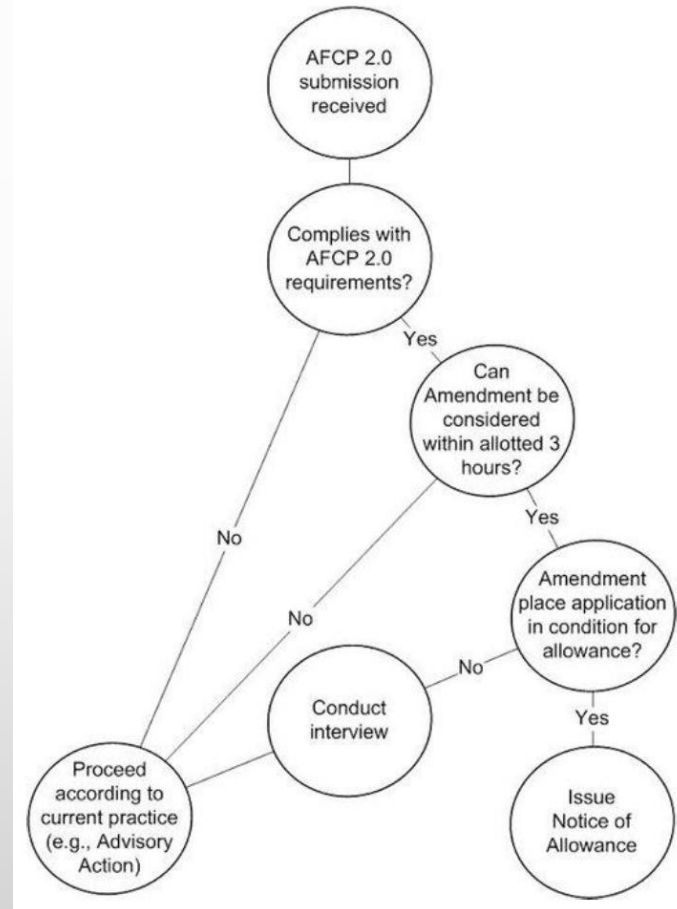 AFCP 2.0
submission
received
Complies with
AFCP 2.0
requirements?
Yes
Can
Amendment be
considered
within allotted 3
hours?
No
Yes
No
Amendment
place application
in condition for
allowance?
No
Yes
Conduct
interview
Proceed
according to
current practice
(e.g., Advisory
Action)
Issue
Notice of
Allowance